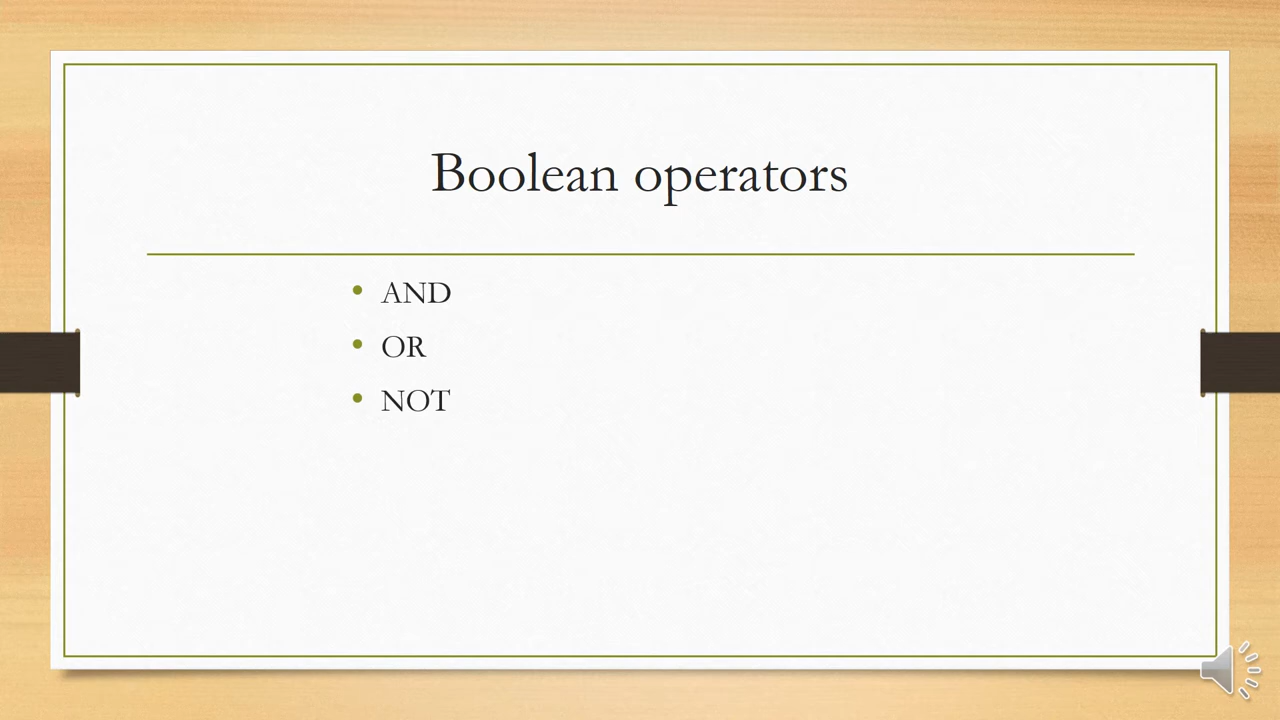 Boolean operators
• AND
• OR
• NOT